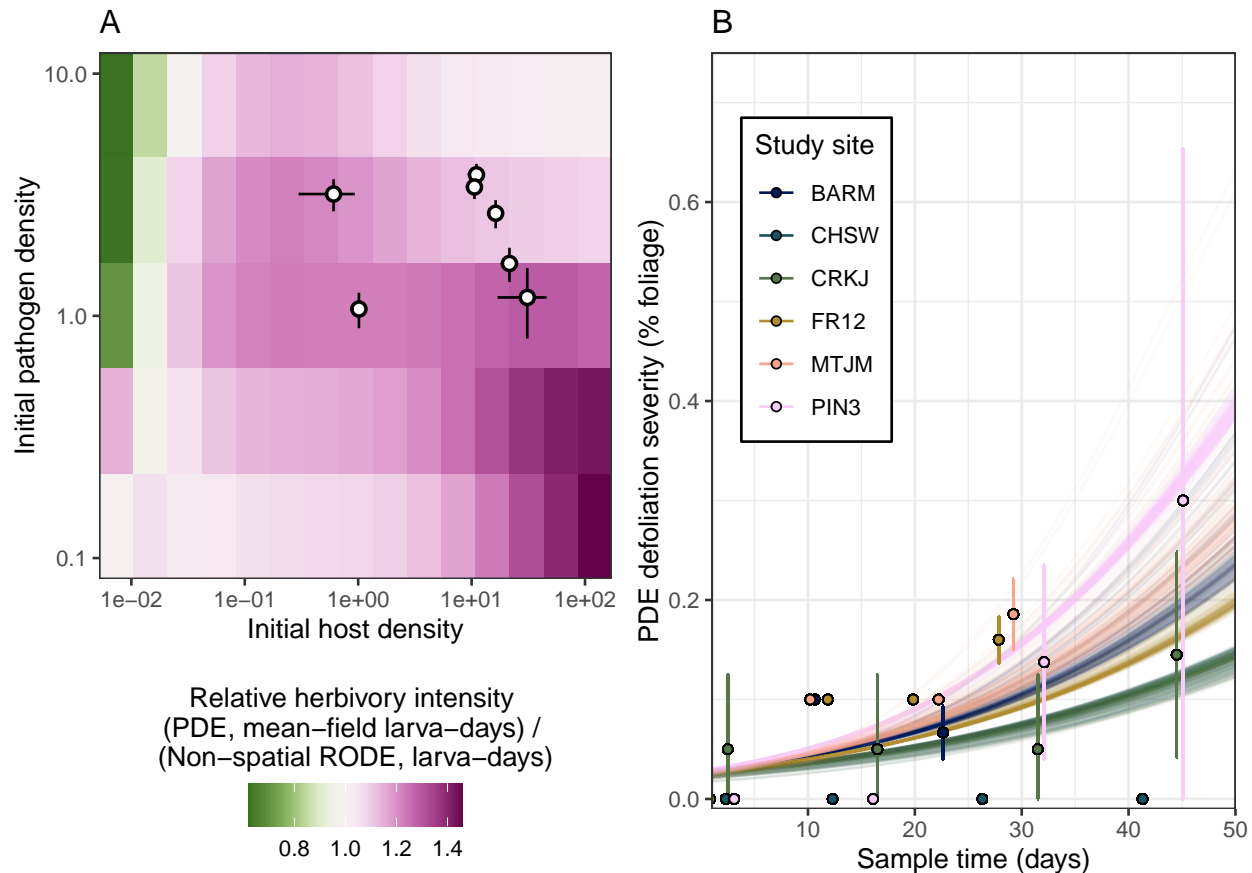 A
B
Initial pathogen density
10.0
1.0
0.1
1e−02
1e−01
1e+00
1e+01
1e+02
Initial host density
Relative herbivory intensity
(PDE, mean−field larva−days) /
(Non−spatial RODE, larva−days)
0.8
1.0
1.2
1.4
PDE defoliation severity (% foliage)
0.6
0.4
0.2
0.0
Study site
BARM
CHSW
CRKJ
FR12
MTJM
PIN3
10
20
30
40
50
Sample time (days)